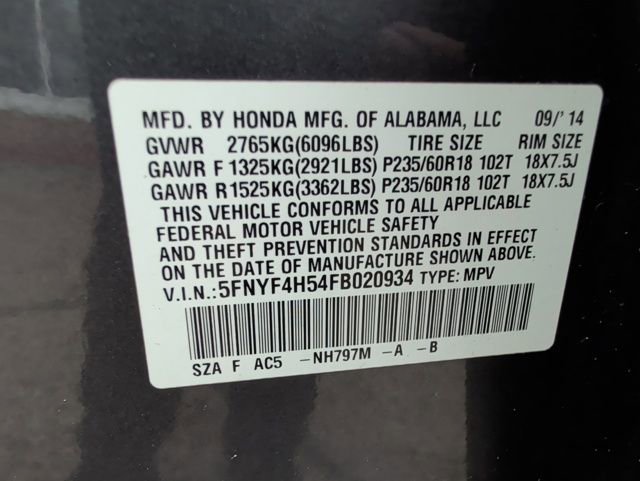 MFD. BY HONDA MFG. OF ALABAMA, LLC 09/'14
GVWR 2765KG(6096LBS) TIRE SIZE RIM SIZE
GAWR F 1325KG(2921LBS) P235/60R18 102T 18X7.5J
GAWR R1525KG(3362LBS) P235/60R18 102T 18X7.5J
THIS VEHICLE CONFORMS TO ALL APPLICABLE
FEDERAL MOTOR VEHICLE SAFETY
AND THEFT PREVENTION STANDARDS IN EFFECT
ON THE DATE OF MANUFACTURE SHOWN ABOVE.
V.I.N.:5FNYF4H54FB020934 TYPE: MPV
SZA F AC5 -NH797M -A -B